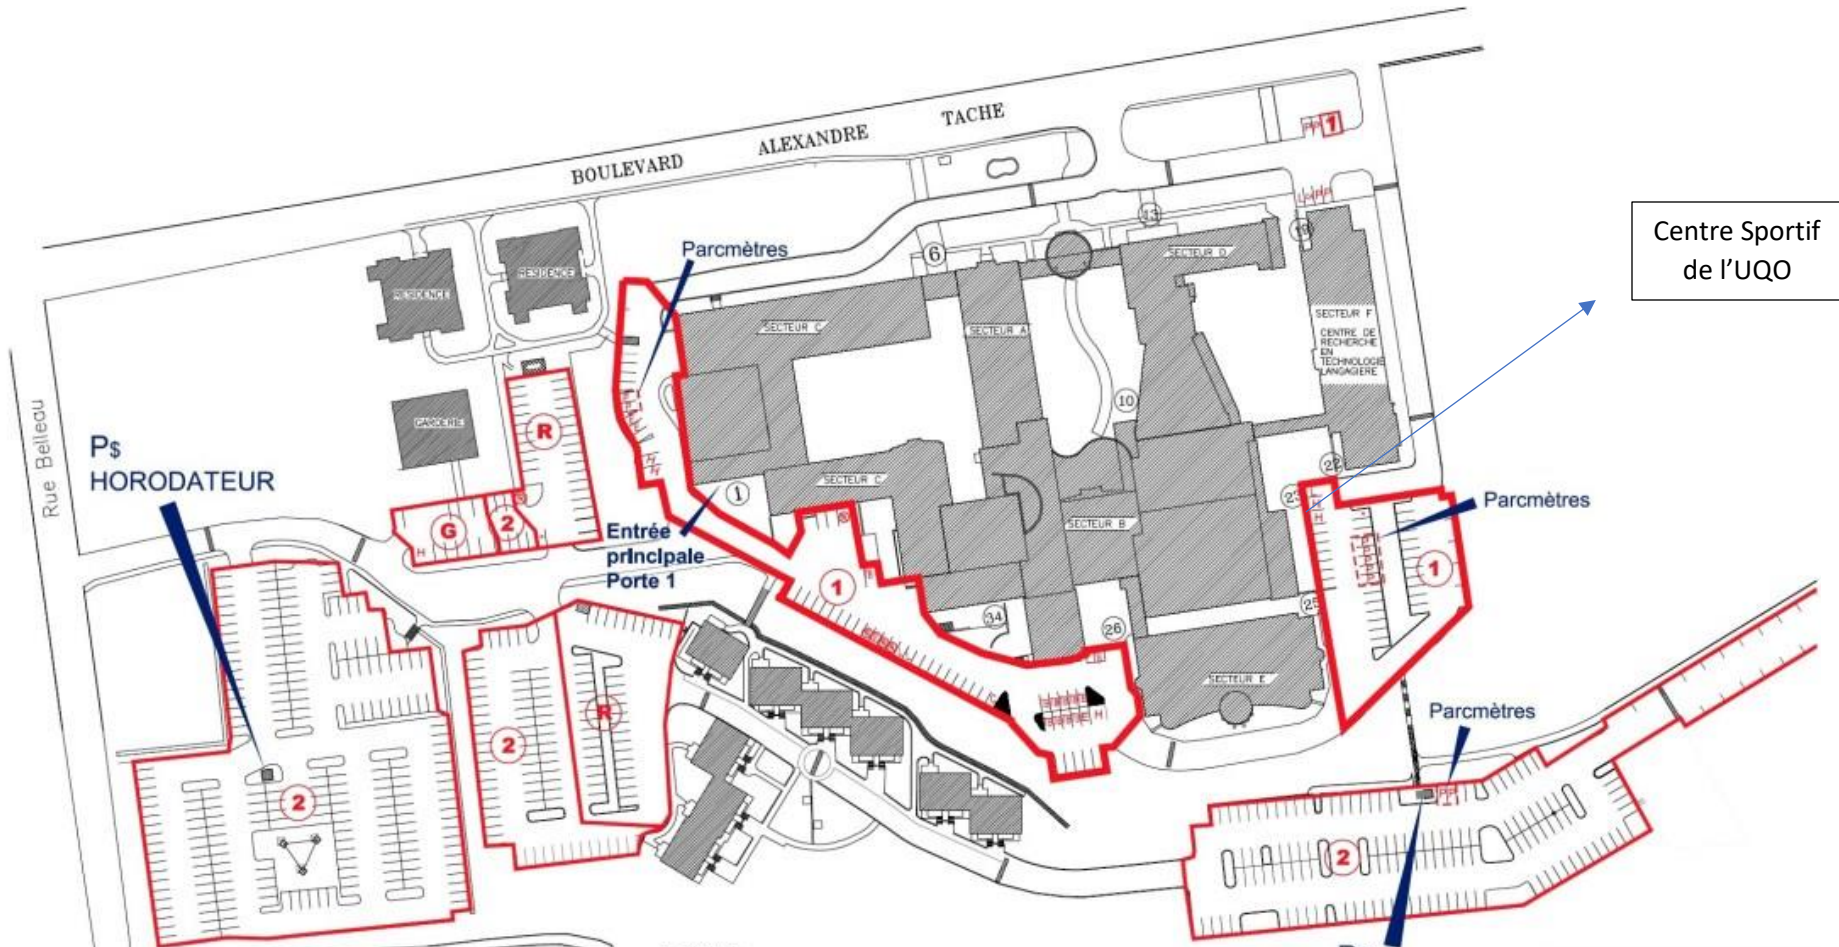 BOULEVARD ALEXANDRE TACHE
Centre Sportif
de l'UQO
Parcmètres
RESIDENCE
RESIDENCE
GARDERIE
Rue Belleau
P$
HORODATEUR
SECTEUR C
SECTEUR A
SECTEUR D
SECTEUR F
CENTRE DE
RECHERCHE
EN
TECHNOLOGIE
LANGAGIERE
SECTEUR C
SECTEUR B
SECTEUR E
Entrée
principale
Porte 1
Parcmètres
Parcmètres
1
6
13
19
10
22
23
25
26
34
1
1
1
R
G
2
2
2
R
2
H